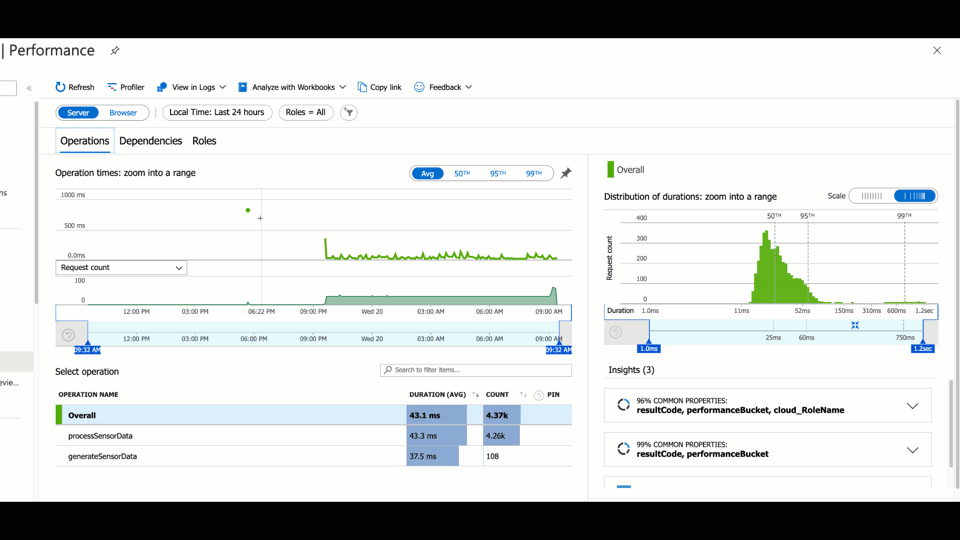 | Performance
Refresh Profiler View in Logs Analyze with Workbooks Copy link Feedback
Server Browser Local Time: Last 24 hours Roles = All
Operations Dependencies Roles
ns
Operation times: zoom into a range
Avg 50TH 95TH 99TH
1000 ms
500 ms
0.0ms
Request count
100
0
12:00 PM 03:00 PM 06:22 PM 09:00 PM Wed 20 03:00 AM 06:00 AM 09:00 AM
12:00 PM 03:00 PM 06:00 PM 09:00 PM Wed 20 03:00 AM 06:00 AM 09:00 AM
09:32 AM 09:32 AM
Select operation
Search to filter items...
OPERATION NAME DURATION (AVG) COUNT PIN
Overall 43.1 ms 4.37k
processSensorData 43.3 ms 4.26k
generateSensorData 37.5 ms 108
eview...
Overall
Distribution of durations: zoom into a range
Scale
50TH 95TH 99TH
Request count
400
300
200
100
0
Duration 1.0ms 11ms 52ms 150ms 310ms 600ms 1.2sec
25ms 60ms 750ms
1.0ms 1.2sec
Insights (3)
96% COMMON PROPERTIES:
resultCode, performanceBucket, cloud_RoleName
99% COMMON PROPERTIES:
resultCode, performanceBucket